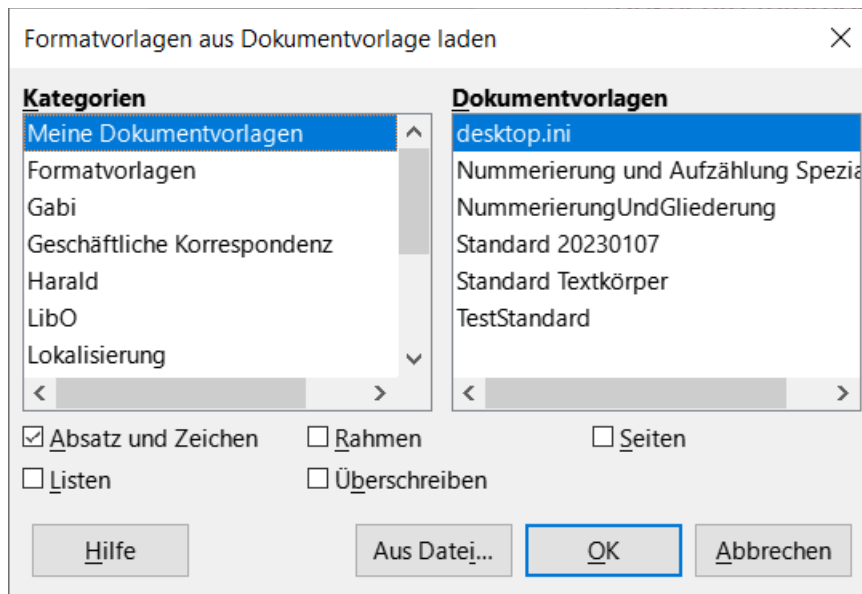 Formatvorlagen aus Dokumentvorlage laden
Kategorien
Meine Dokumentvorlagen
Formatvorlagen
Gabi
Geschäftliche Korrespondenz
Harald
LibO
Lokalisierung
Dokumentvorlagen
desktop.ini
Nummerierung und Aufzählung Spezia
NummerierungUndGliederung
Standard 20230107
Standard Textkörper
TestStandard
Absatz und Zeichen
Rahmen
Seiten
Listen
Überschreiben
Hilfe
Aus Datei...
OK
Abbrechen